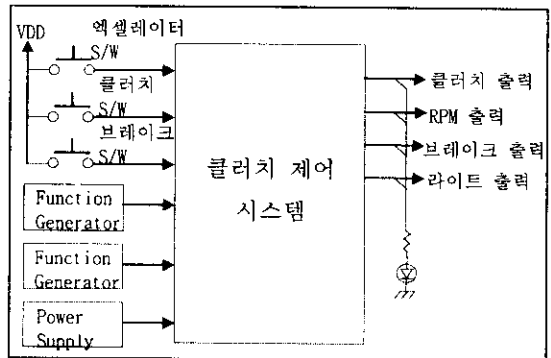 VDD
엑셀레이터
S/W
클러치
S/W
브레이크
S/W
Function
Generator
Function
Generator
Power
Supply
클러치 제어
시스템
클러치 출력
RPM 출력
브레이크 출력
라이트 출력